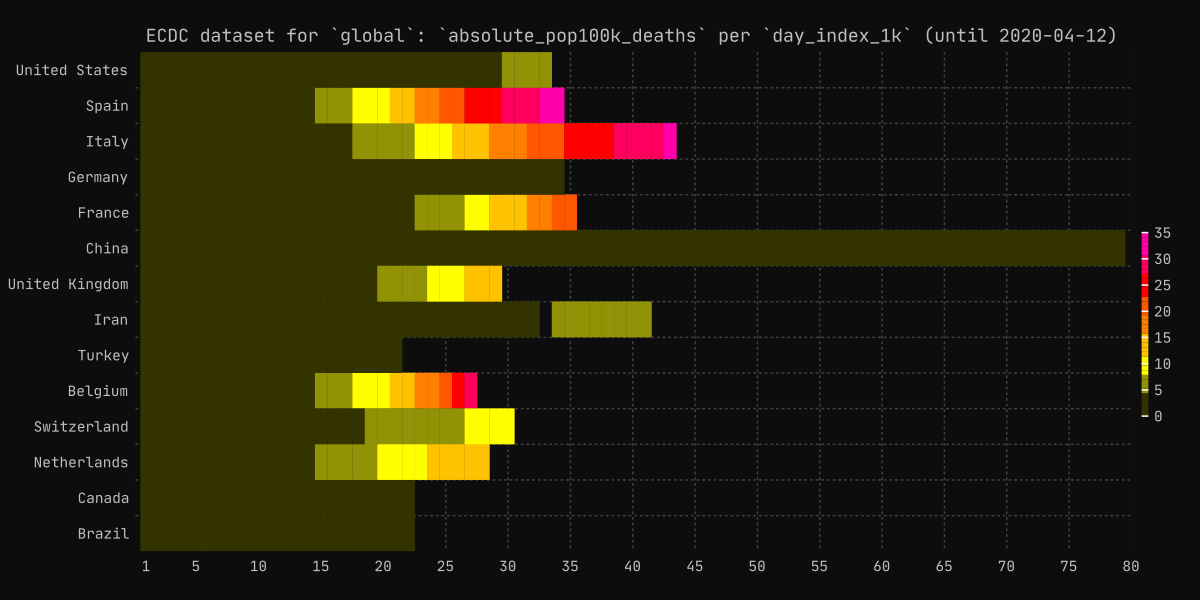 ECDC dataset for `global`: `absolute_pop100k_deaths` per `day_index_1k` (until 2020-04-12)
United States
Spain
Italy
Germany
France
China
United Kingdom
Iran
Turkey
Belgium
Switzerland
Netherlands
Canada
Brazil
35
30
25
20
15
10
5
0
1 5 10 15 20 25 30 35 40 45 50 55 60 65 70 75 80